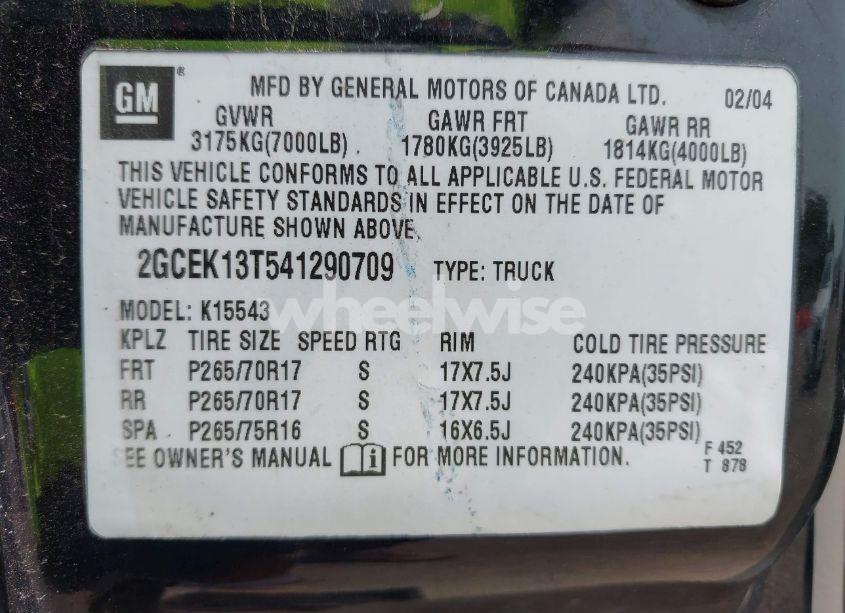 GM® MFD BY GENERAL MOTORS OF CANADA LTD. 02/04
GVWR GAWR FRT GAWR RR
3175KG(7000LB) 1780KG(3925LB) 1814KG(4000LB)
THIS VEHICLE CONFORMS TO ALL APPLICABLE U.S. FEDERAL MOTOR
VEHICLE SAFETY STANDARDS IN EFFECT ON THE DATE OF
MANUFACTURE SHOWN ABOVE.
2GCEK13T541290709 TYPE: TRUCK
wheelwise
MODEL: K15543
KPLZ TIRE SIZE SPEED RTG RIM COLD TIRE PRESSURE
FRT P265/70R17 S 17X7.5J 240KPA(35PSI)
RR P265/70R17 S 17X7.5J 240KPA(35PSI)
SPA P265/75R16 S 16X6.5J 240KPA(35PSI)
SEE OWNER'S MANUAL i FOR MORE INFORMATION.
F 452
T 878